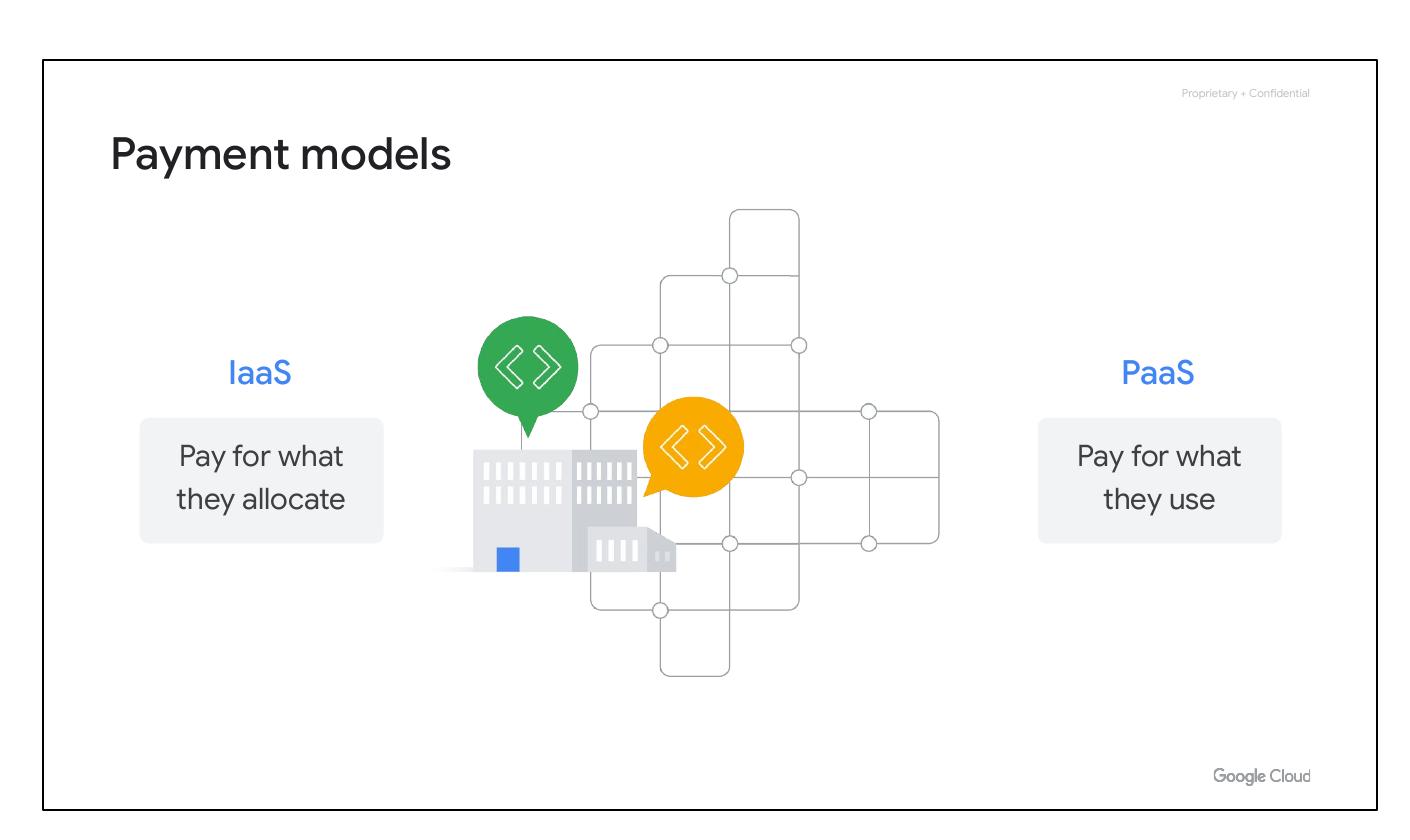 Proprietary + Confidential
Payment models
IaaS
Pay for what
they allocate
PaaS
Pay for what
they use
Google Cloud